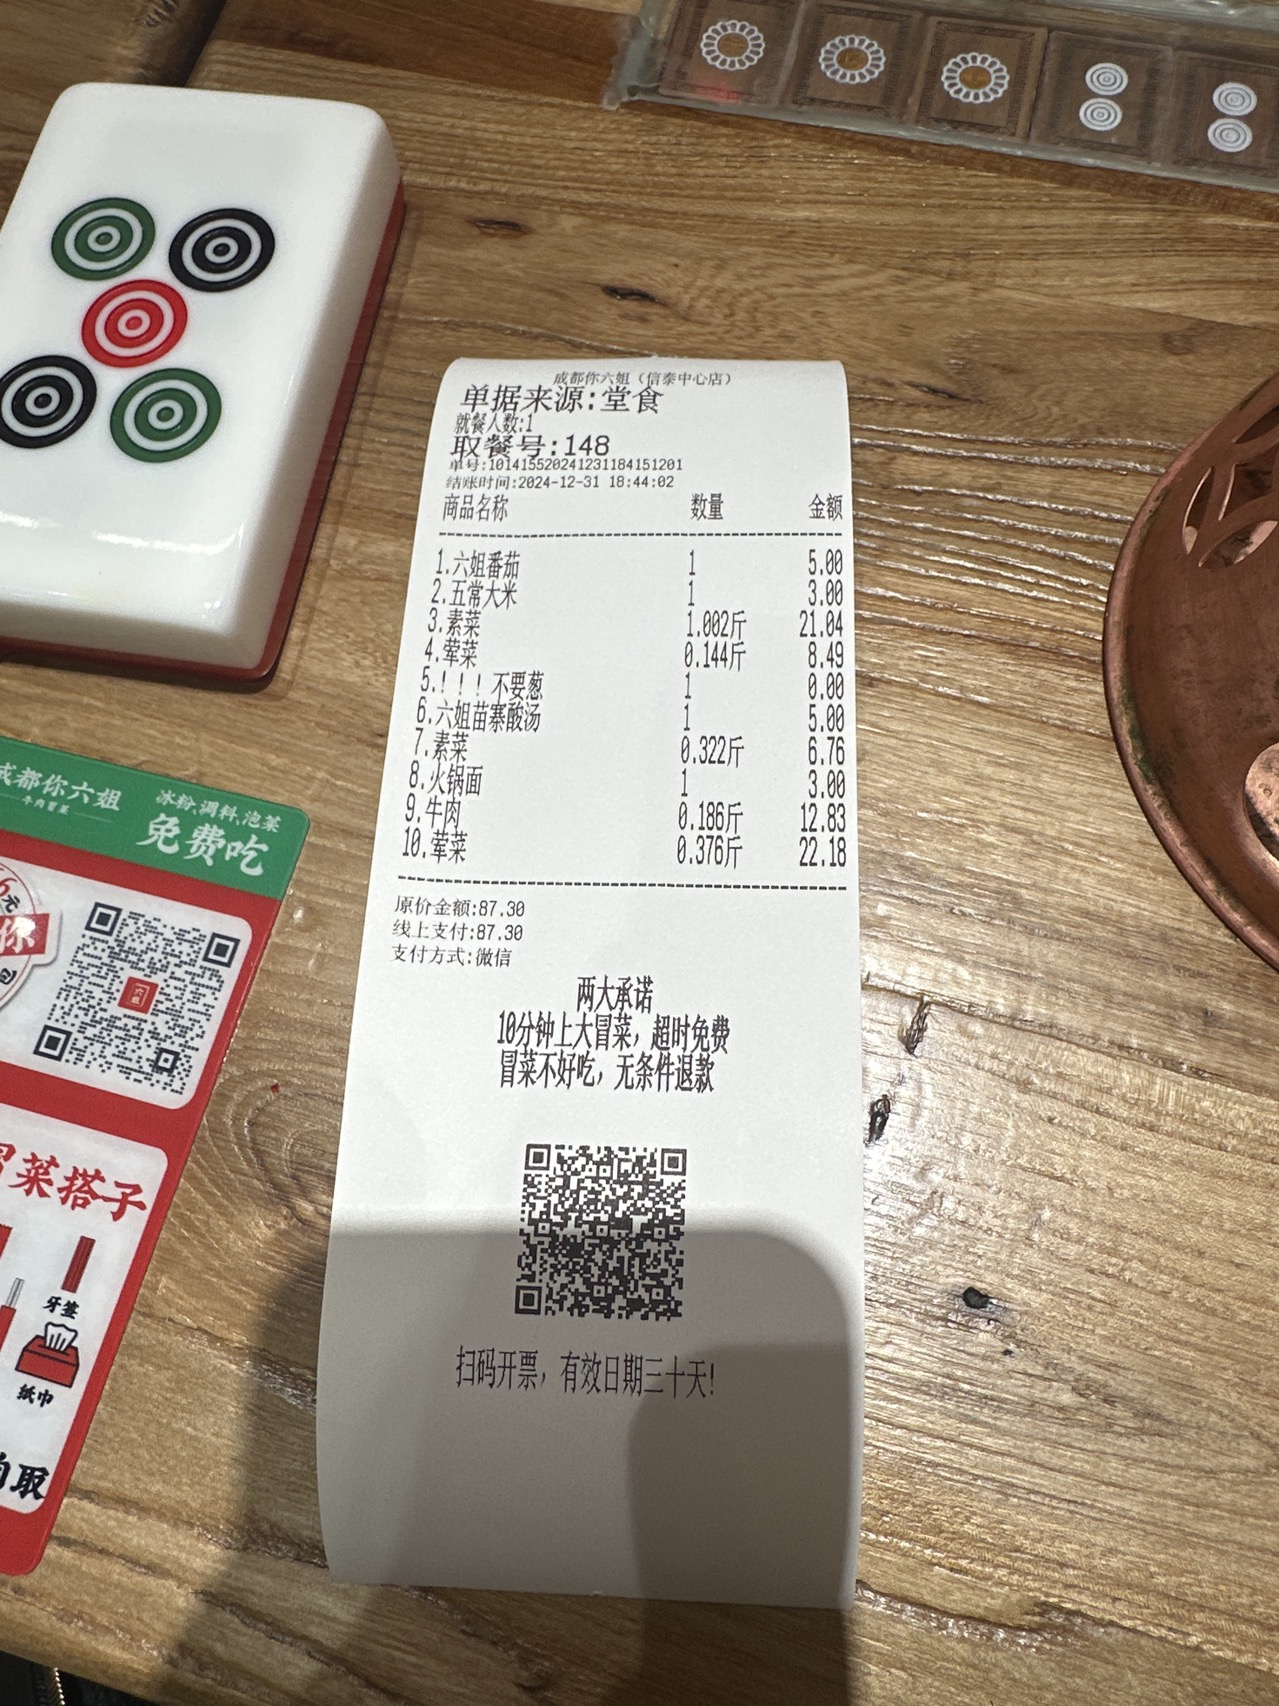 成都你六姐（信泰中心店）
单据来源:堂食
就餐人数:1
取餐号:148
单号:101415520241231184151201
结账时间:2024-12-31 18:44:02
商品名称 数量 金额
1.六姐番茄 1 5.00
2.五常大米 1 3.00
3.素菜 1.002斤 21.04
4.荤菜 0.144斤 8.49
5.！！！不要葱 1 0.00
6.六姐苗寨酸汤 1 5.00
7.素菜 0.322斤 6.76
8.火锅面 1 3.00
9.牛肉 0.186斤 12.83
10.荤菜 0.376斤 22.18
原价金额:87.30
线上支付:87.30
支付方式:微信
两大承诺
10分钟上大冒菜，超时免费
冒菜不好吃，无条件退款
扫码开票，有效日期三十天!
成都你六姐
牛肉冒菜
冰粉、调料、泡菜
免费吃
元
你
六姐
冒菜搭子
牙签
纸巾
自取